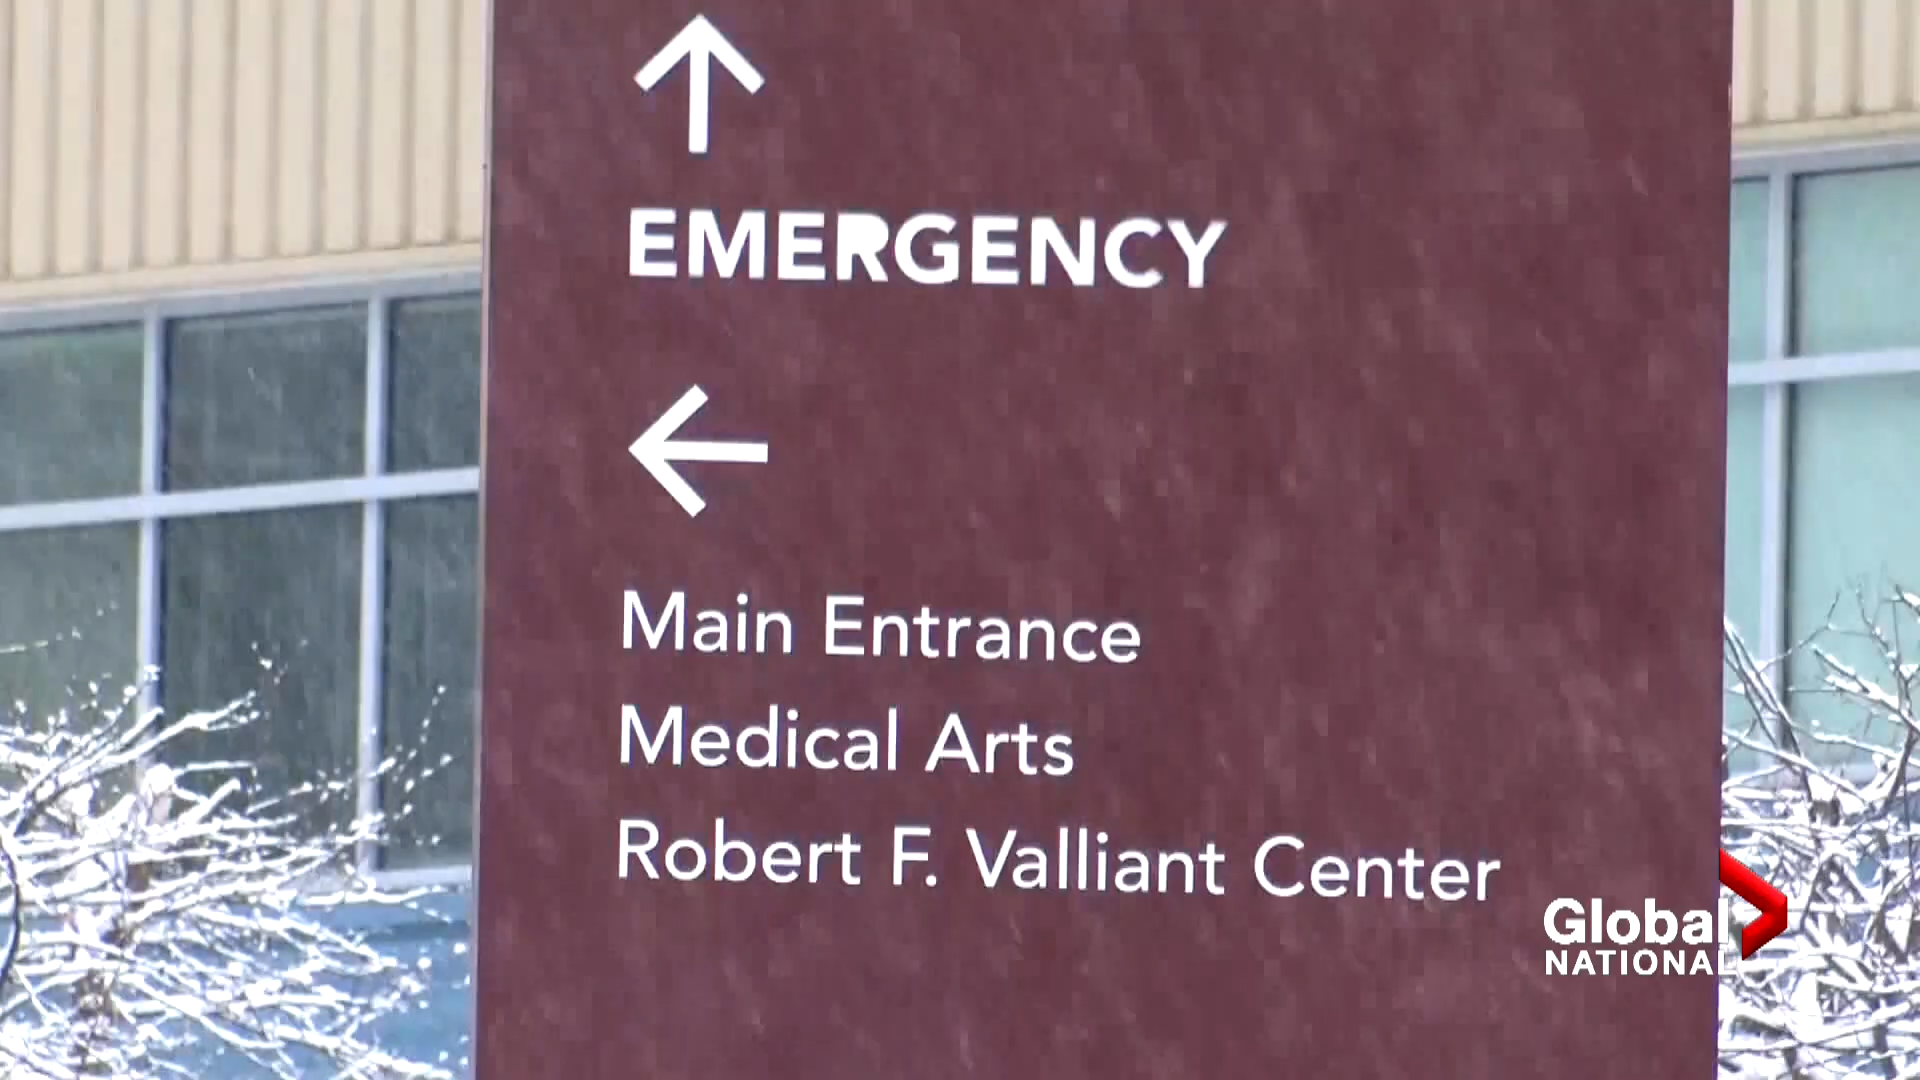 EMERGENCY
Main Entrance
Medical Arts
Robert F. Valliant Center
Global
NATIONAL